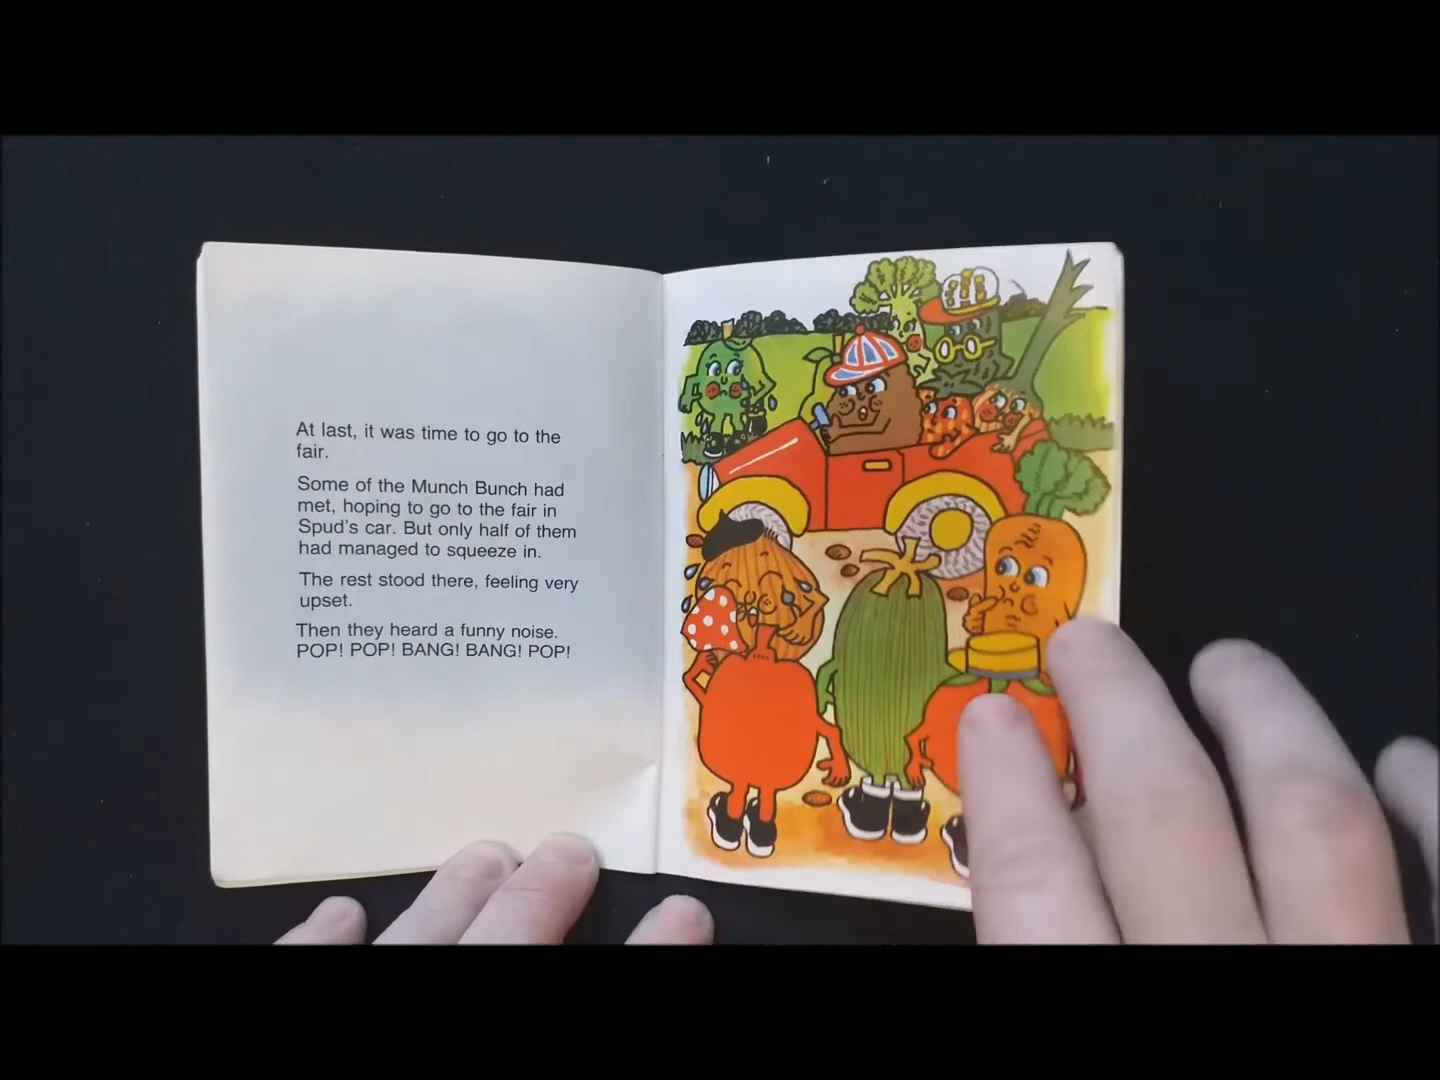 At last, it was time to go to the
fair.
Some of the Munch Bunch had
met, hoping to go to the fair in
Spud's car. But only half of them
had managed to squeeze in.
The rest stood there, feeling very
upset.
Then they heard a funny noise.
POP! POP! BANG! BANG! POP!